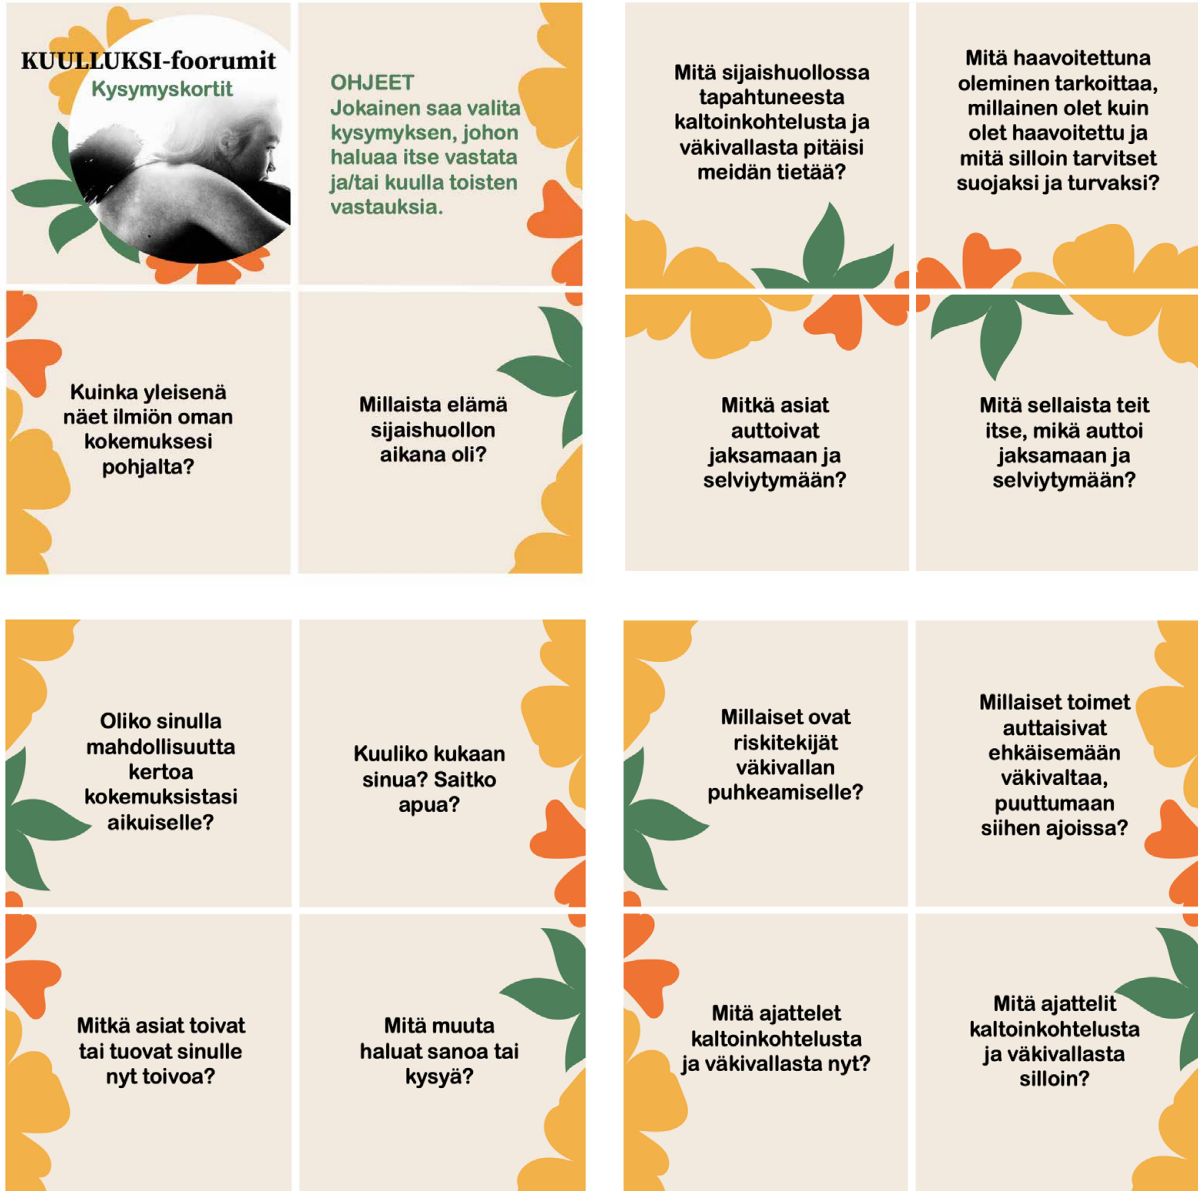 KUULLUKSI-foorumit
Kysymyskortit
OHJEET
Jokainen saa valita
kysymyksen, johon
haluaa itse vastata
ja/tai kuulla toisten
vastauksia.
Kuinka yleisenä
näet ilmiön oman
kokemuksesi
pohjalta?
Millaista elämä
sijaishuollon
aikana oli?
Mitä sijaishuollossa
tapahtuneesta
kaltoinkohtelusta ja
väkivallasta pitäisi
meidän tietää?
Mitä haavoitettuna
oleminen tarkoittaa,
millainen olet kuin
olet haavoitettu ja
mitä silloin tarvitset
suojaksi ja turvaksi?
Mitkä asiat
auttoivat
jaksamaan ja
selviytymään?
Mitä sellaista teit
itse, mikä auttoi
jaksamaan ja
selviytymään?
Oliko sinulla
mahdollisuutta
kertoa
kokemuksistasi
aikuiselle?
Kuuliko kukaan
sinua? Saitko
apua?
Mitkä asiat toivat
tai tuovat sinulle
nyt toivoa?
Mitä muuta
haluat sanoa tai
kysyä?
Millaiset ovat
riskitekijät
väkivallan
puhkeamiselle?
Millaiset toimet
auttaisivat
ehkäisemään
väkivaltaa,
puuttumaan
siihen ajoissa?
Mitä ajattelet
kaltoinkohtelusta
ja väkivallasta nyt?
Mitä ajattelit
kaltoinkohtelusta
ja väkivallasta
silloin?